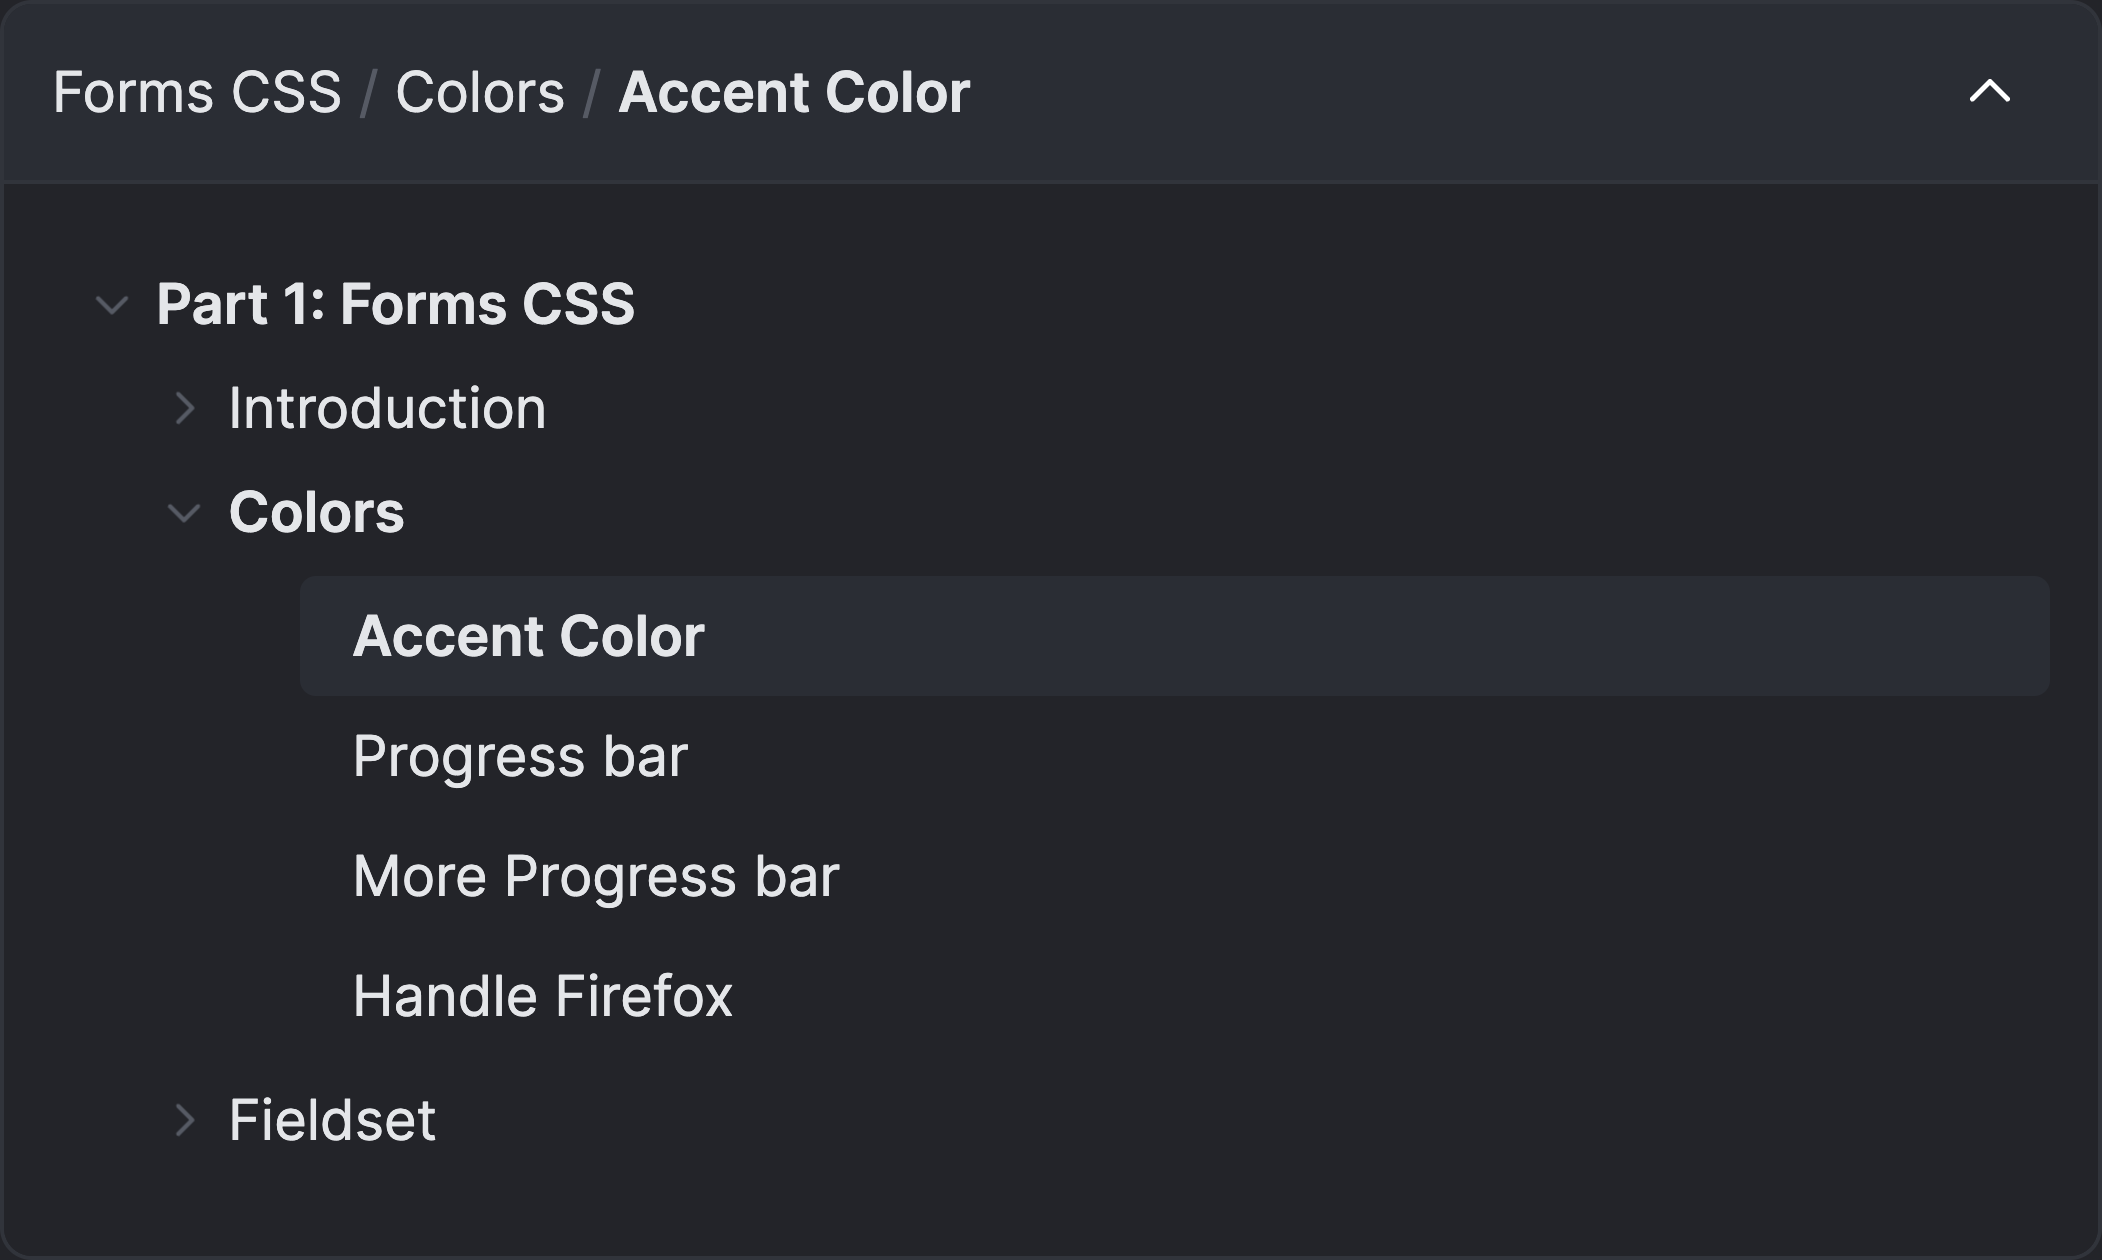 Forms CSS / Colors / Accent Color
Part 1: Forms CSS
Introduction
Colors
Accent Color
Progress bar
More Progress bar
Handle Firefox
Fieldset